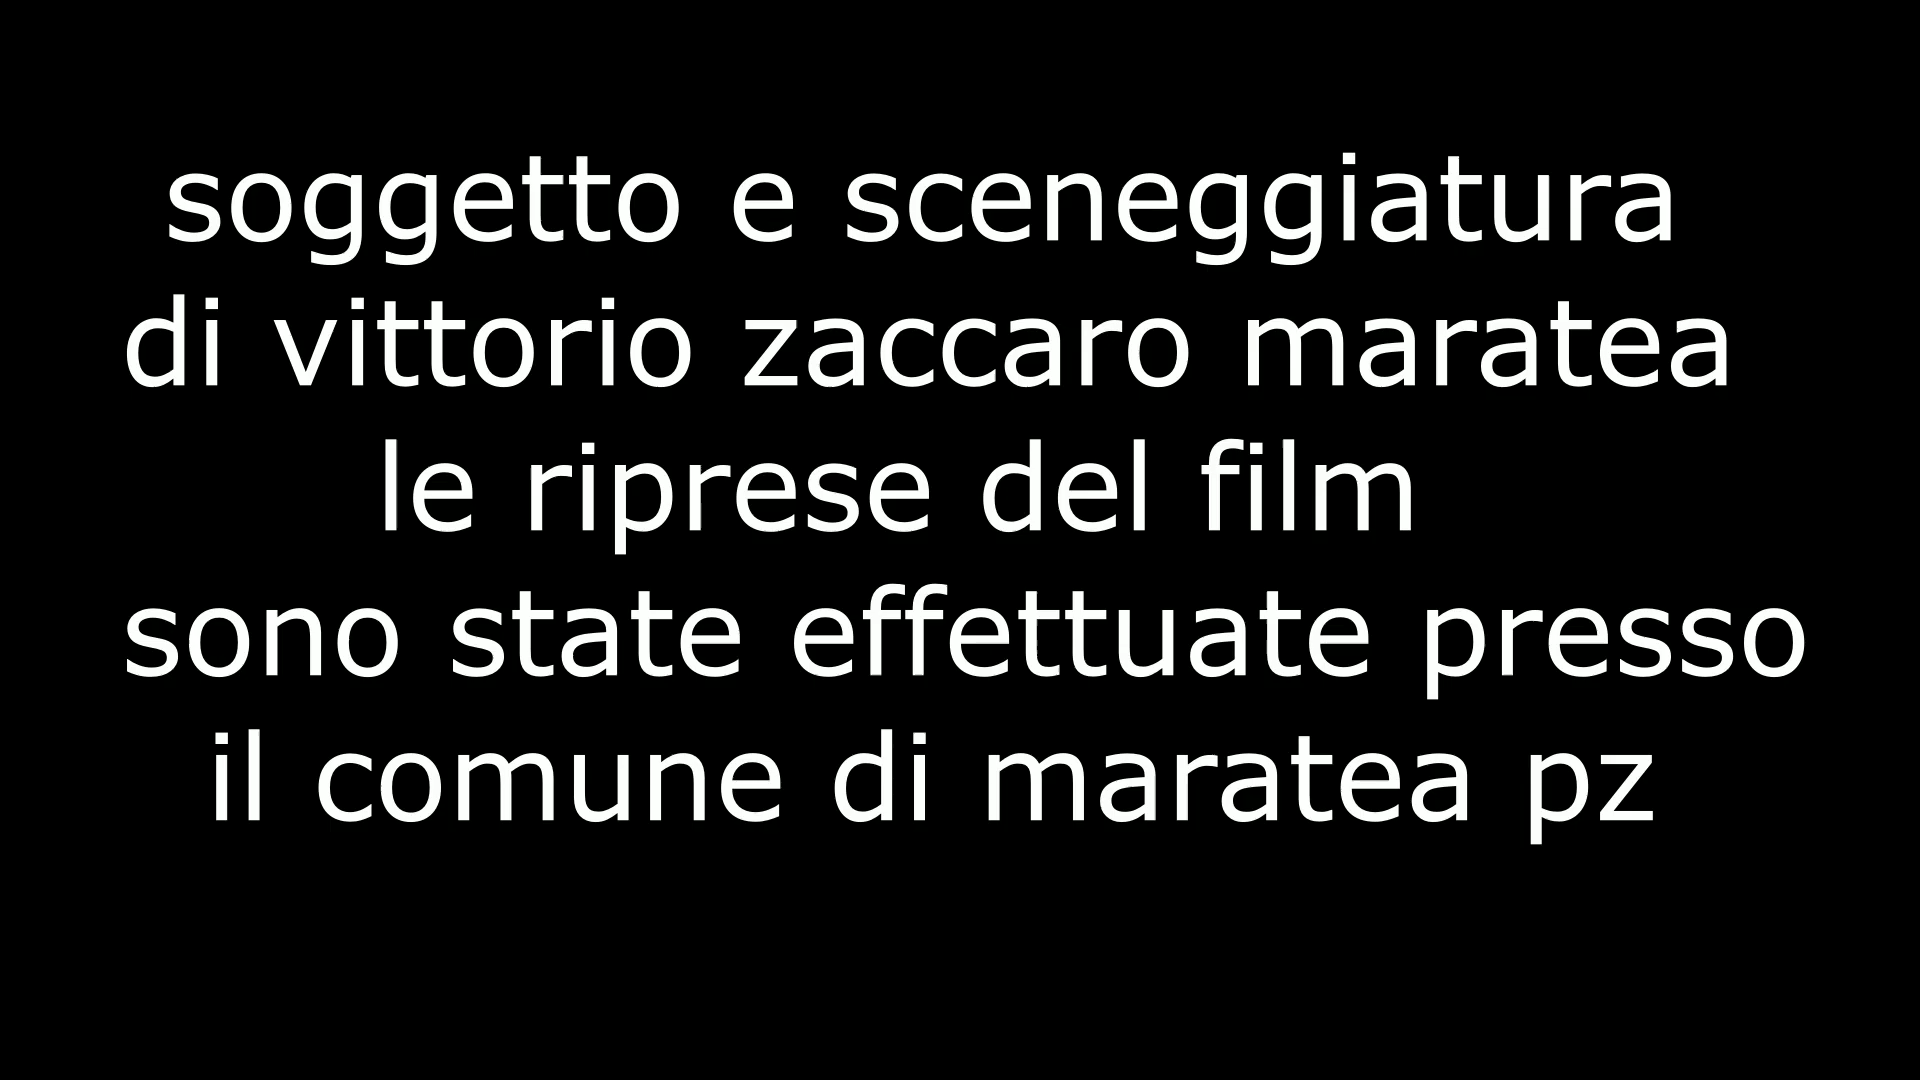 soggetto e sceneggiatura
di vittorio zaccaro maratea
le riprese del film
sono state effettuate presso
il comune di maratea pz